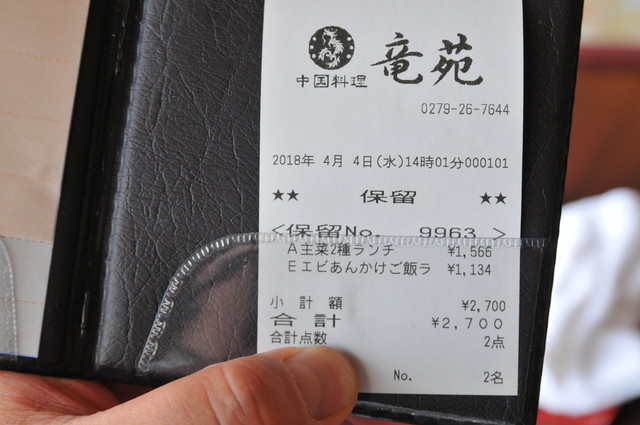 竜苑
中国料理
0279-26-7644
2018年 4月 4日(水)14時01分000101
★★ 保留 ★★
<保留No. 9963 >
A主菜2種ランチ ¥1,566
Eエビあんかけご飯ラ ¥1,134
小計額 ¥2,700
合計 ¥2,700
合計点数 2点
No. 2名